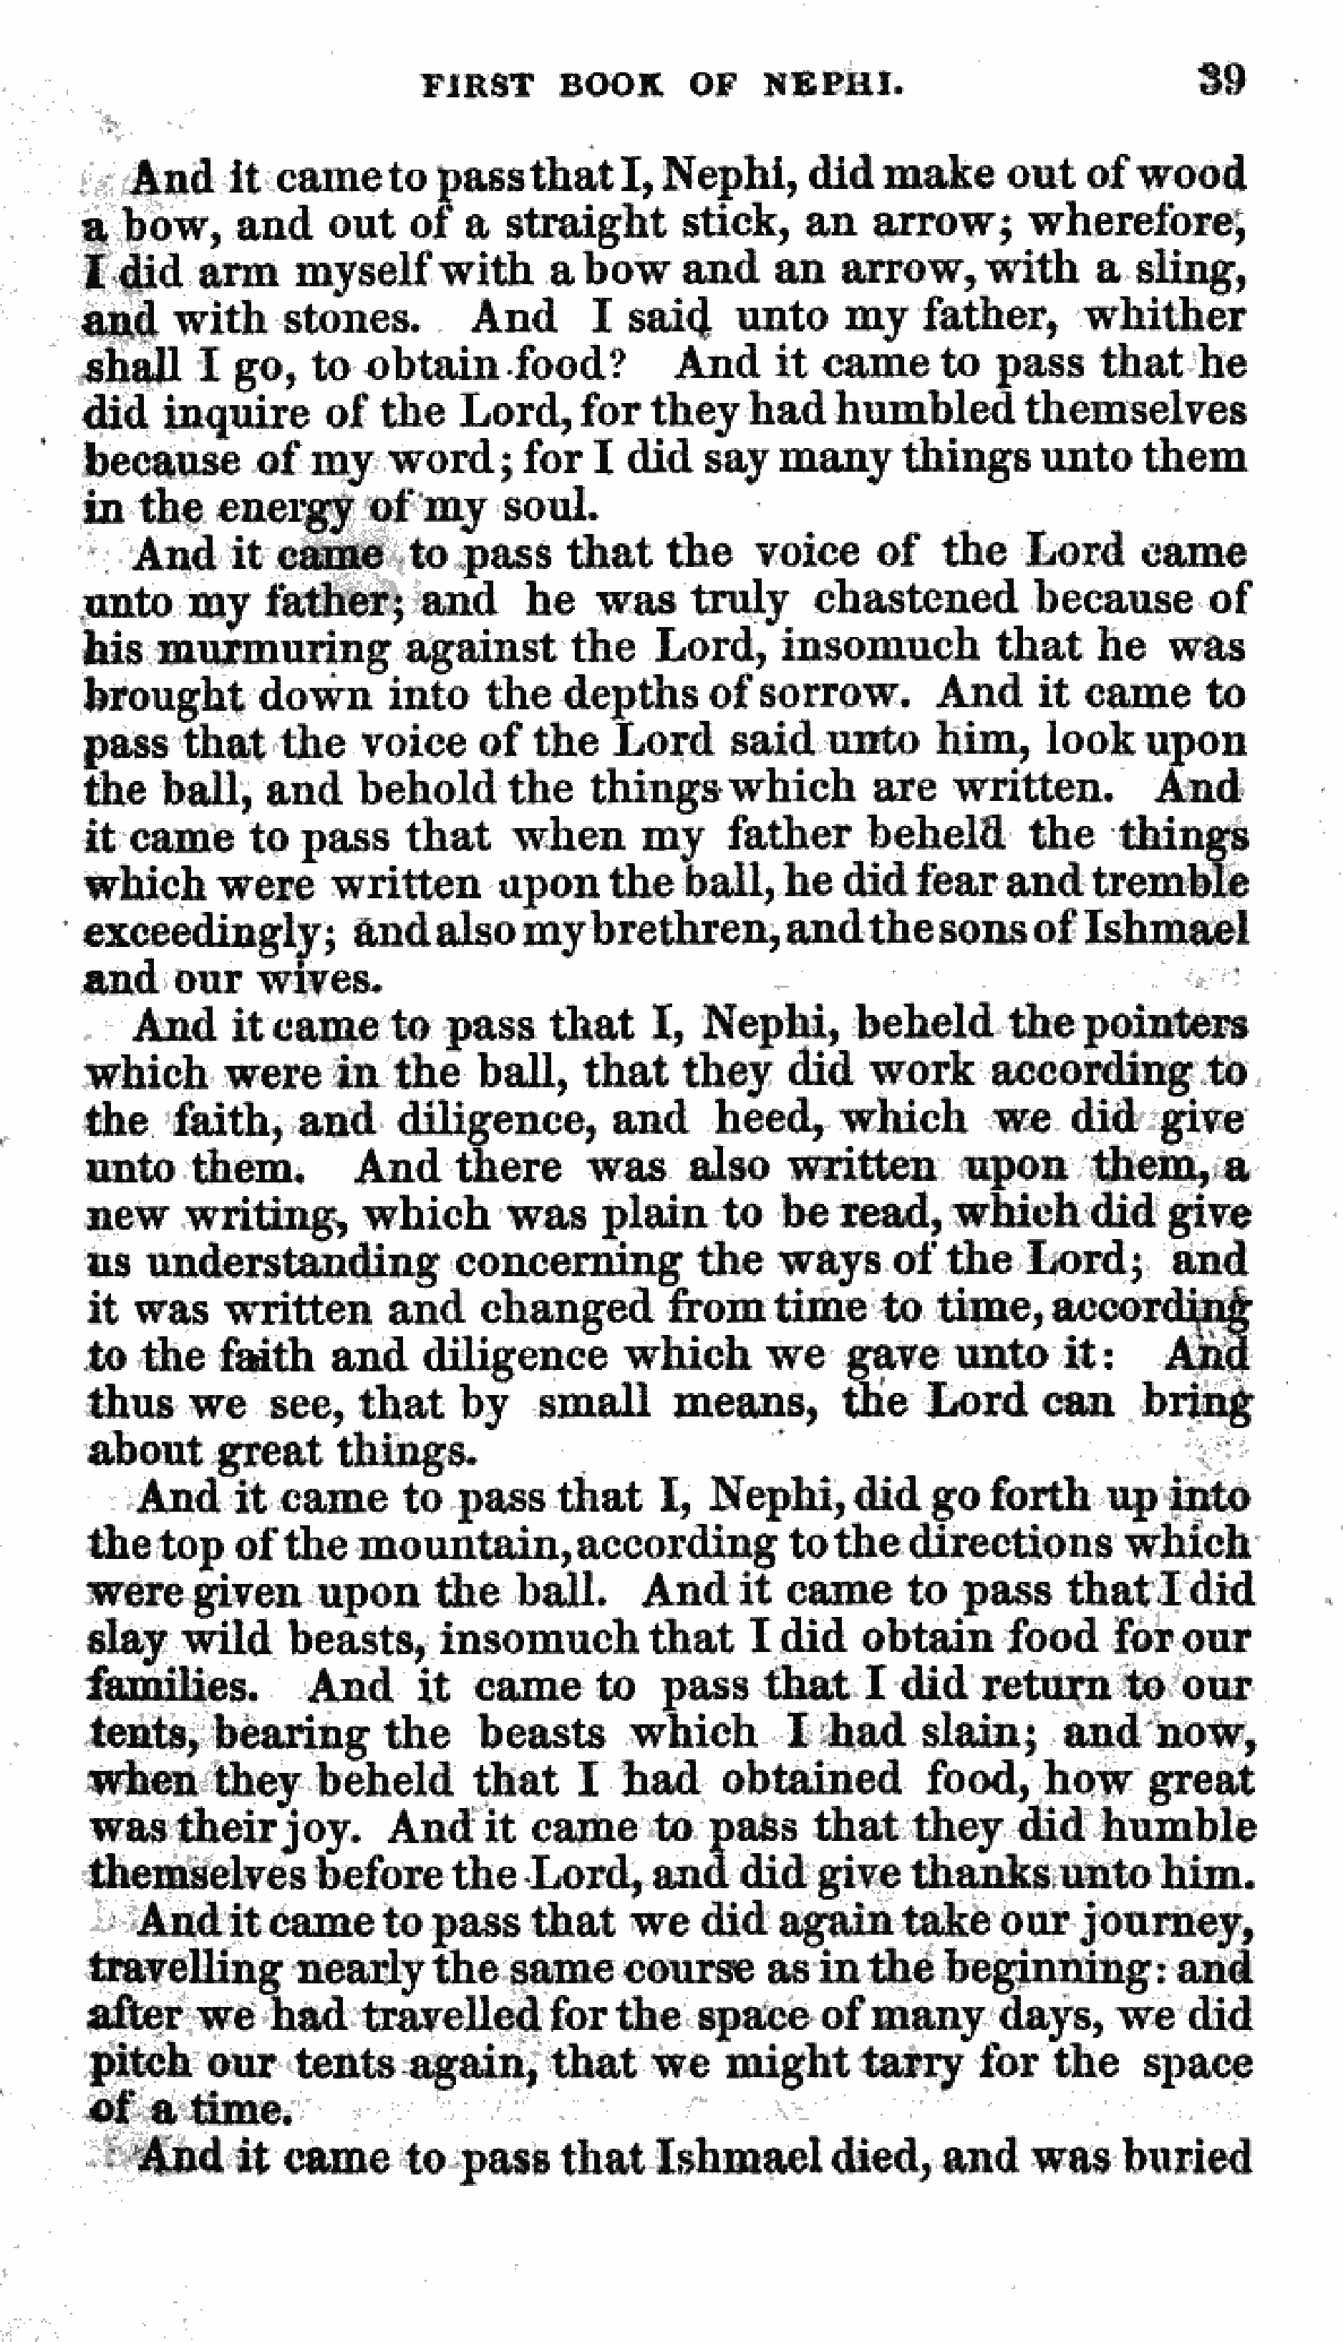 FIRST BOOK OF NEPHI. 39
And it came to pass that I, Nephi, did make out of wood
a bow, and out of a straight stick, an arrow; wherefore,
I did arm myself with a bow and an arrow, with a sling,
and with stones. And I said unto my father, whither
shall I go, to obtain food? And it came to pass that he
did inquire of the Lord, for they had humbled themselves
because of my word; for I did say many things unto them
in the energy of my soul.
And it came to pass that the voice of the Lord came
unto my father; and he was truly chastened because of
his murmuring against the Lord, insomuch that he was
brought down into the depths of sorrow. And it came to
pass that the voice of the Lord said unto him, look upon
the ball, and behold the things which are written. And
it came to pass that when my father beheld the things
which were written upon the ball, he did fear and tremble
exceedingly; and also my brethren, and the sons of Ishmael
and our wives.
And it came to pass that I, Nephi, beheld the pointers
which were in the ball, that they did work according to
the faith, and diligence, and heed, which we did give
unto them. And there was also written upon them, a
new writing, which was plain to be read, which did give
us understanding concerning the ways of the Lord; and
it was written and changed from time to time, according
to the faith and diligence which we gave unto it: And
thus we see, that by small means, the Lord can bring
about great things.
And it came to pass that I, Nephi, did go forth up into
the top of the mountain, according to the directions which
were given upon the ball. And it came to pass that I did
slay wild beasts, insomuch that I did obtain food for our
families. And it came to pass that I did return to our
tents, bearing the beasts which I had slain; and now,
when they beheld that I had obtained food, how great
was their joy. And it came to pass that they did humble
themselves before the Lord, and did give thanks unto him.
And it came to pass that we did again take our journey,
travelling nearly the same course as in the beginning: and
after we had travelled for the space of many days, we did
pitch our tents again, that we might tarry for the space
of a time.
And it came to pass that Ishmael died, and was buried